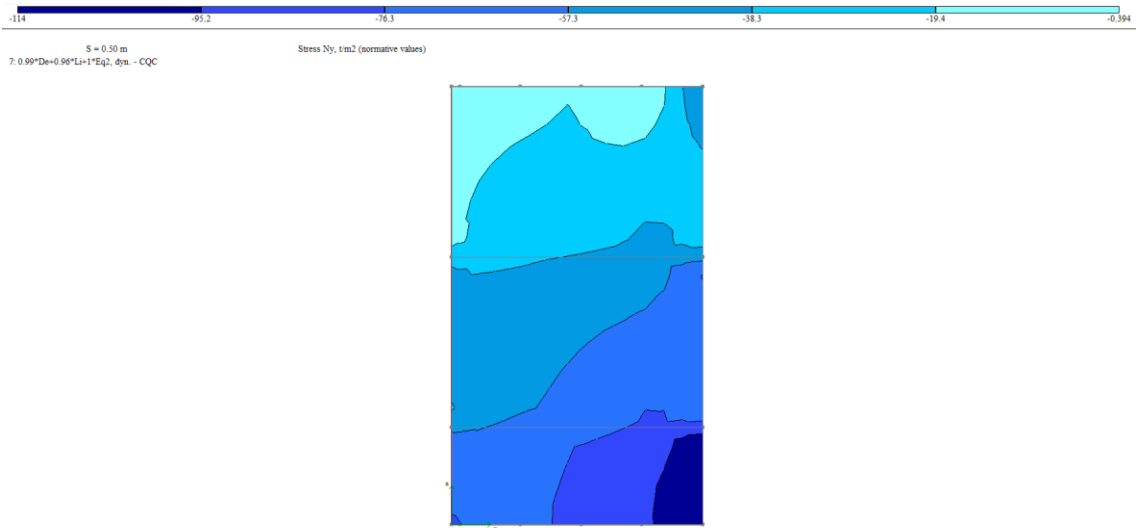 -114 -95.2 -76.3 -57.3 -38.3 -19.4 -0.394
S = 0.50 m Stress Ny, t/m2 (normative values)
7: 0.99*De+0.96*Li+1*Eq2, dyn. - CQC